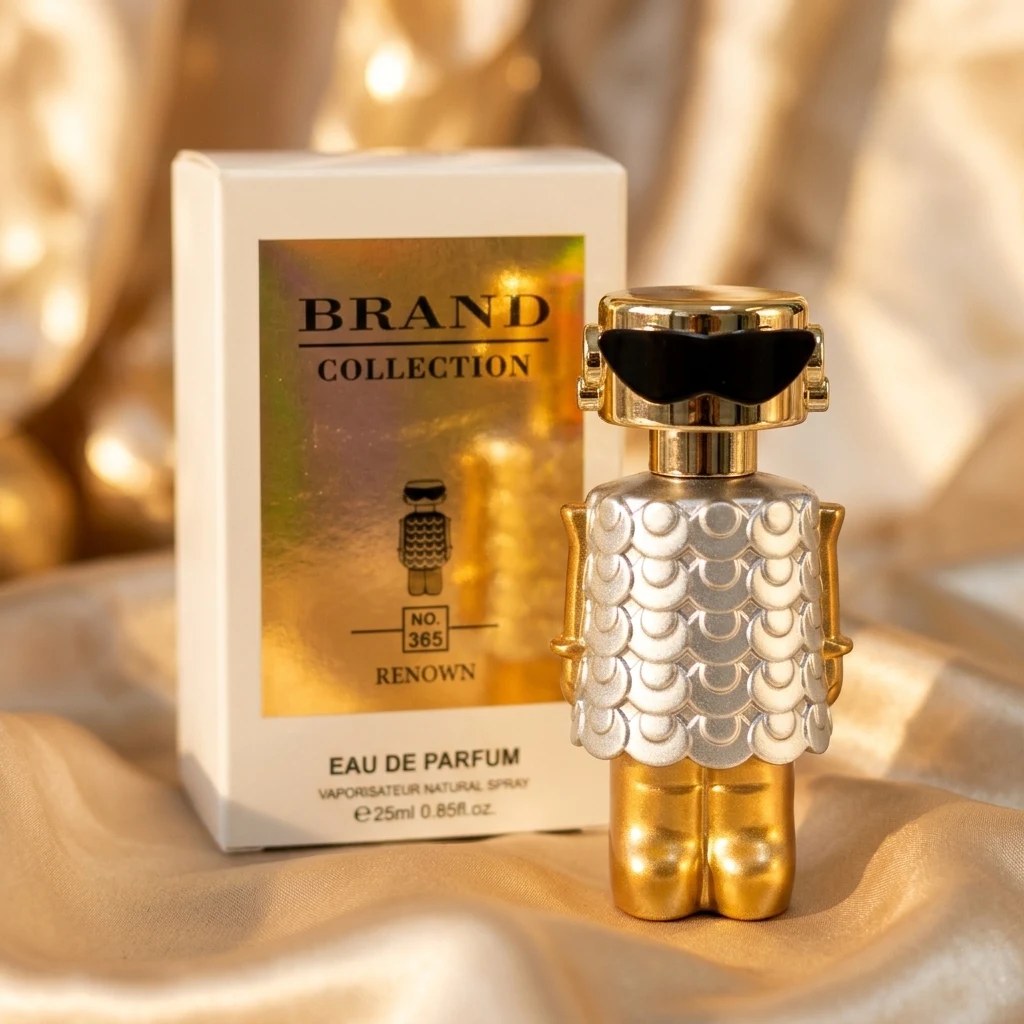 BRAND
COLLECTION
NO.
365
RENOWN
EAU DE PARFUM
VAPORISATEUR NATURAL SPRAY
℮25ml 0.85fl.oz.